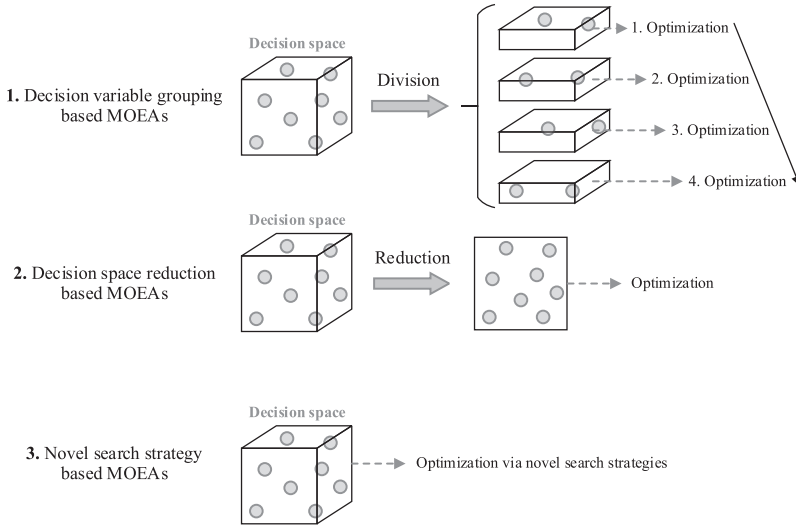 Decision space
1. Decision variable grouping
based MOEAs
Division
1. Optimization
2. Optimization
3. Optimization
4. Optimization
Decision space
2. Decision space reduction
based MOEAs
Reduction
Optimization
Decision space
3. Novel search strategy
based MOEAs
Optimization via novel search strategies